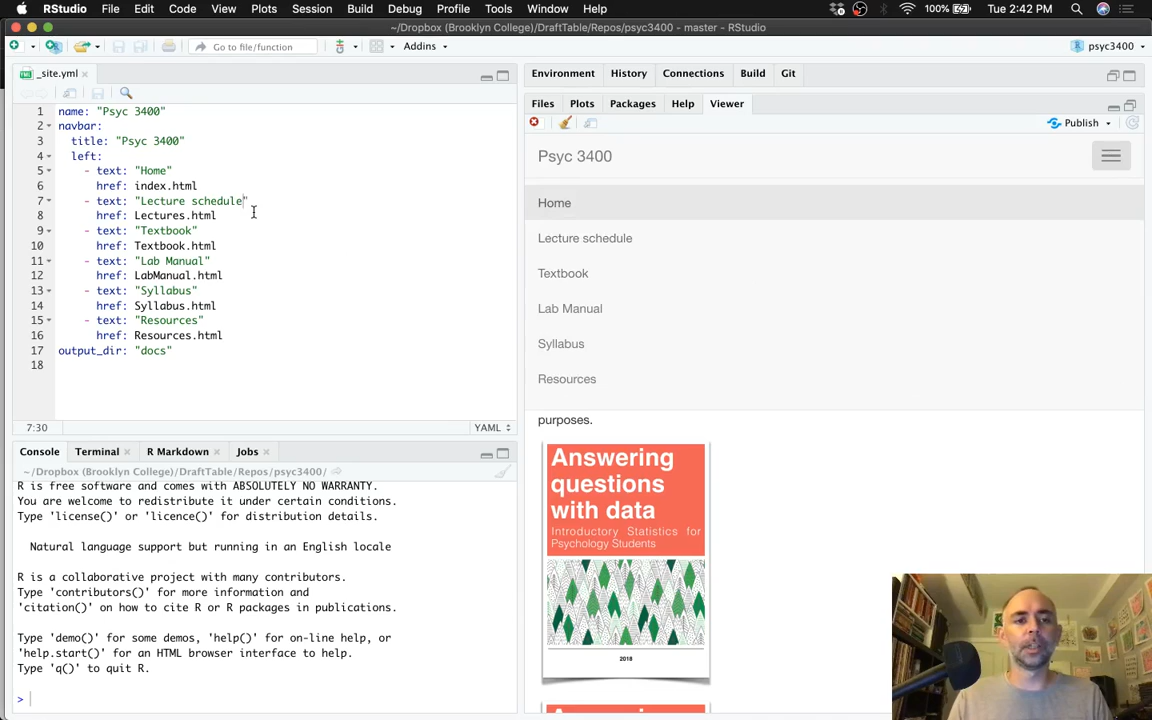 RStudio File Edit Code View Plots Session Build Debug Profile Tools Window Help 100% Tue 2:42 PM
~/Dropbox (Brooklyn College)/DraftTable/Repos/psyc3400 - master - RStudio
Go to file/function Addins psyc3400
_site.yml
1 name: "Psyc 3400"
2 navbar:
3 title: "Psyc 3400"
4 left:
5 - text: "Home"
6 href: index.html
7 - text: "Lecture schedule"
8 href: Lectures.html
9 - text: "Textbook"
10 href: Textbook.html
11 - text: "Lab Manual"
12 href: LabManual.html
13 - text: "Syllabus"
14 href: Syllabus.html
15 - text: "Resources"
16 href: Resources.html
17 output_dir: "docs"
18
7:30 YAML
Console Terminal R Markdown Jobs
~/Dropbox (Brooklyn College)/DraftTable/Repos/psyc3400/
R is free software and comes with ABSOLUTELY NO WARRANTY.
You are welcome to redistribute it under certain conditions.
Type 'license()' or 'licence()' for distribution details.
Natural language support but running in an English locale
R is a collaborative project with many contributors.
Type 'contributors()' for more information and
'citation()' on how to cite R or R packages in publications.
Type 'demo()' for some demos, 'help()' for on-line help, or
'help.start()' for an HTML browser interface to help.
Type 'q()' to quit R.
>
Environment History Connections Build Git
Files Plots Packages Help Viewer
Publish
Psyc 3400
Home
Lecture schedule
Textbook
Lab Manual
Syllabus
Resources
purposes.
Answering
questions
with data
Introductory Statistics for
Psychology Students
2018